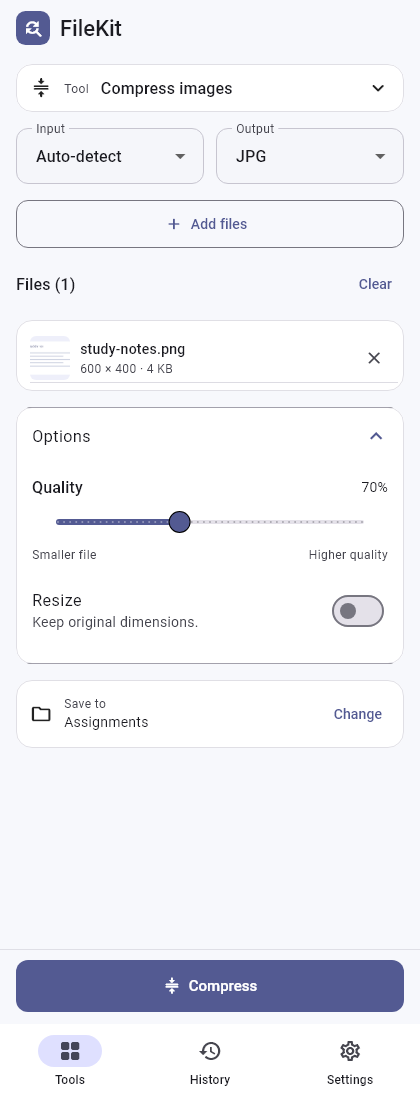 FileKit
Tool Compress images
Input Output
Auto-detect JPG
Add files
Files (1) Clear
study-notes.png
600 × 400 · 4 KB
Options
Quality 70%
Smaller file Higher quality
Resize
Keep original dimensions.
Save to
Assignments
Change
Compress
Tools History Settings